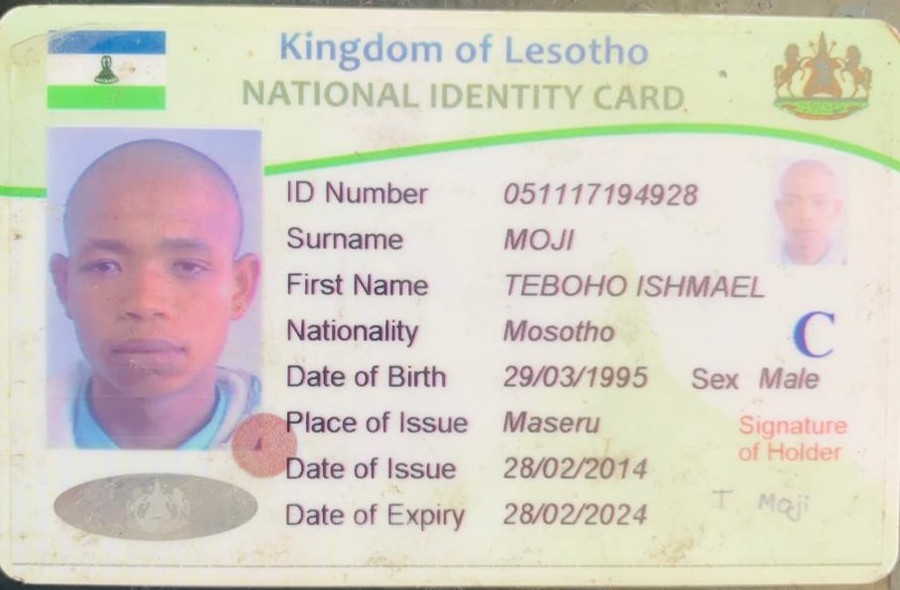 Kingdom of Lesotho
NATIONAL IDENTITY CARD
ID Number 051117194928
Surname MOJI
First Name TEBOHO ISHMAEL
Nationality Mosotho
C
Date of Birth 29/03/1995 Sex Male
Place of Issue Maseru
Signature
of Holder
Date of Issue 28/02/2014
T Moji
Date of Expiry 28/02/2024